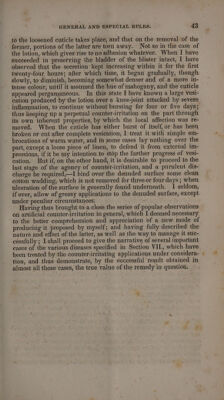 GENERAL AND ESPECIAL RULES. 43
to the loosened cuticle takes place, and that on the removal of the
former, portions of the latter are torn away. Not so in the case of
the lotion, which gives rise to no adhesion whatever. When I have
succeeded in preserving the bladder of the blister intact, I have
observed that the secretion kept increasing within it for the first
twenty-four hours; after which time, it began gradually, though
slowly, to diminish, becoming somewhat denser and of a more in-
tense colour, until it assumed the hue of mahogany, and the cuticle
appeared pergamaneous. In this state I have known a large vesi-
cation produced by the lotion over a knee-joint attacked by severe
inflammation, to continue without bursting for four or five days;
thus keeping up a perpetual counter-irritation on the part through
its own inherent properties, by which the local affection was re-
moved. When the cuticle has either burst of itself, or has been
broken or cut after complete vesication, I treat it with simple em-
brocations of warm water, and in some cases lay nothing over the
part, except a loose piece of linen, to defend it from external im-
pressions, if it be my intention to stop the further progress of vesi-
cation. But if, on the other hand, it is desirable to proceed to the
2nd stage of the agency of counter-irritation, and a purulent dis-
charge be required,—I bind over the denuded surface some clean
cotton wadding, which is not removed for three or four days; when
ulceration of the surface is generally found underneath. I seldom,
if ever, allow of greasy applications to the denuded surface, except
under peculiar circumstances.
Having thus brought to a close the series of popular observations
on artificial counter-irritation in general, which I deemed necessary
to the better comprehension and appreciation of a new mode of
producing it proposed by myself; and having fully described the
nature and effect of the latter, as well as the way to manage it suc-
cessfully; I shall proceed to give the narrative of several important
cases of the various diseases specified in Section VII., which have
been treated by the counter-irritating applications under considera-
tion, and thus demonstrate, by the successful result obtained in
almost all those cases, the true value of the remedy in question.